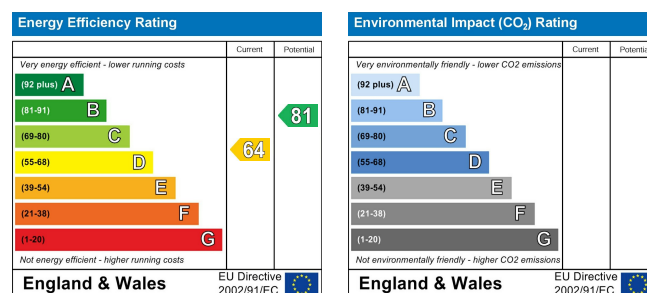 Energy Efficiency Rating
Current Potential
Very energy efficient - lower running costs
(92 plus) A
(81-91) B
(69-80) C
(55-68) D
(39-54) E
(21-38) F
(1-20) G
64
81
Not energy efficient - higher running costs
England & Wales
EU Directive
2002/91/EC
Environmental Impact (CO₂) Rating
Current Potential
Very environmentally friendly - lower CO2 emissions
(92 plus) A
(81-91) B
(69-80) C
(55-68) D
(39-54) E
(21-38) F
(1-20) G
Not environmentally friendly - higher CO2 emissions
England & Wales
EU Directive
2002/91/EC